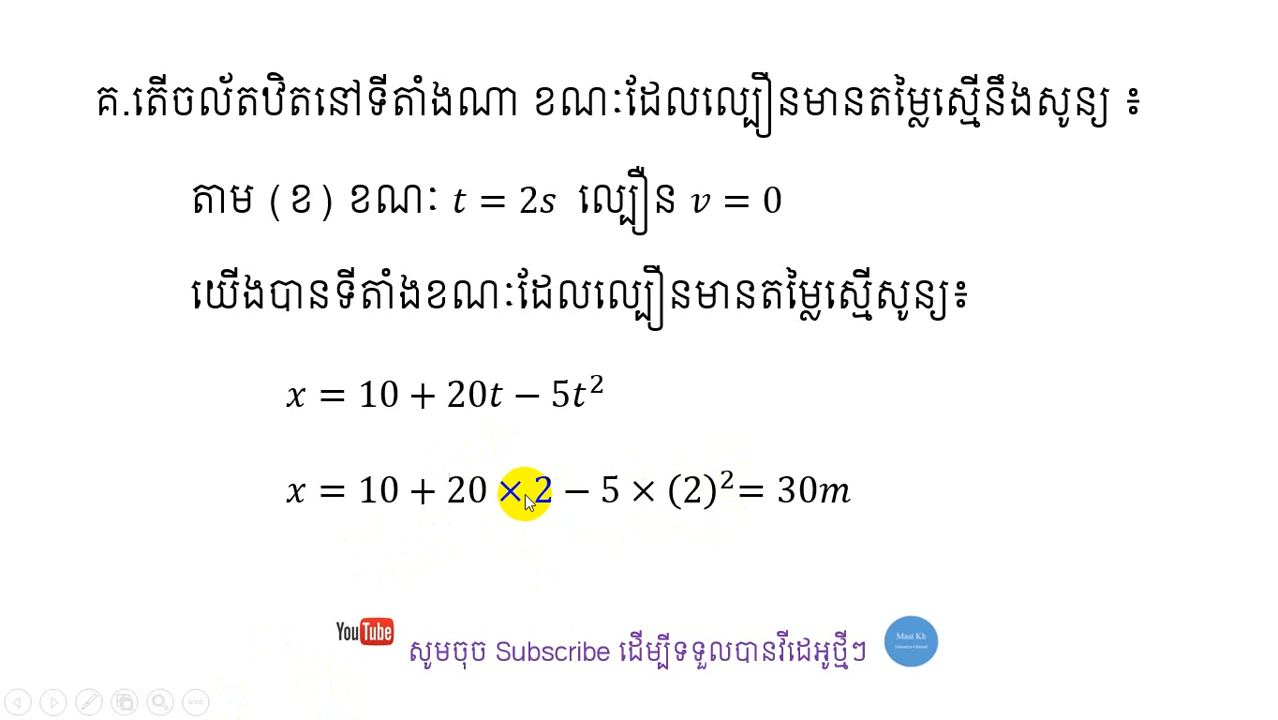 គ.តើចល័តឋិតនៅទីតាំងណា ខណៈដែលល្បឿនមានតម្លៃស្មើនឹងសូន្យ ៖
តាម (ខ) ខណៈ t = 2s ល្បឿន v = 0
យើងបានទីតាំងខណៈដែលល្បឿនមានតម្លៃស្មើសូន្យ៖
x = 10 + 20t − 5t²
x = 10 + 20 × 2 − 5 × (2)² = 30m
YouTube
សូមចុច Subscribe ដើម្បីទទួលបានវីដេអូថ្មីៗ
Maat Kh
Education Channel